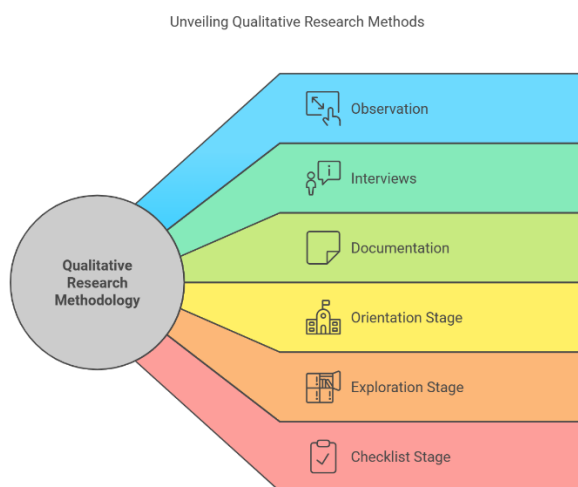 Unveiling Qualitative Research Methods
Observation
Interviews
Documentation
Qualitative
Research
Methodology
Orientation Stage
Exploration Stage
Checklist Stage